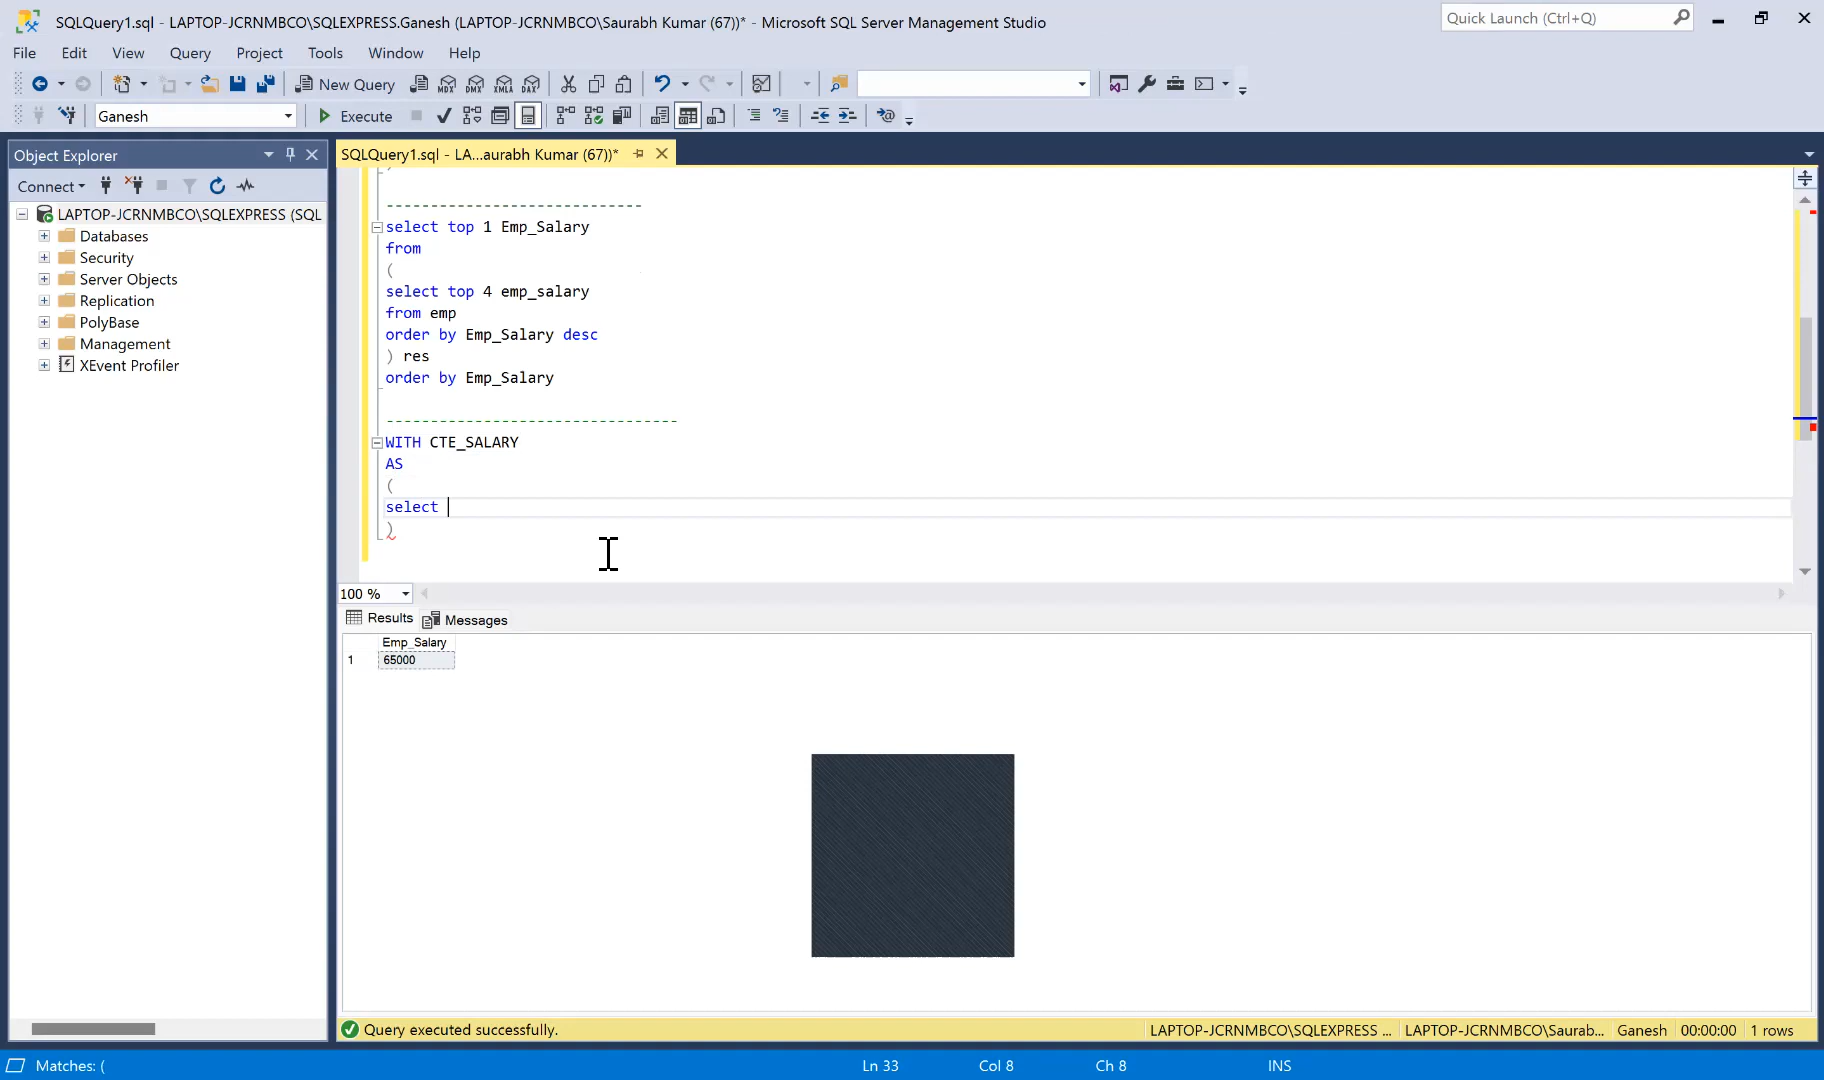 SQLQuery1.sql - LAPTOP-JCRNMBCO\SQLEXPRESS.Ganesh (LAPTOP-JCRNMBCO\Saurabh Kumar (67))* - Microsoft SQL Server Management Studio
Quick Launch (Ctrl+Q)
File Edit View Query Project Tools Window Help
New Query MDX DMX XMLA DAX
Ganesh Execute
Object Explorer
SQLQuery1.sql - LA...aurabh Kumar (67))*
Connect
LAPTOP-JCRNMBCO\SQLEXPRESS (SQL
Databases
Security
Server Objects
Replication
PolyBase
Management
XEvent Profiler
-----------------------------
select top 1 Emp_Salary
from
(
select top 4 emp_salary
from emp
order by Emp_Salary desc
) res
order by Emp_Salary
---------------------------------
WITH CTE_SALARY
AS
(
select
)
100 %
Results Messages
Emp_Salary
1 65000
Query executed successfully. LAPTOP-JCRNMBCO\SQLEXPRESS ... LAPTOP-JCRNMBCO\Saurab... Ganesh 00:00:00 1 rows
Matches: ( Ln 33 Col 8 Ch 8 INS